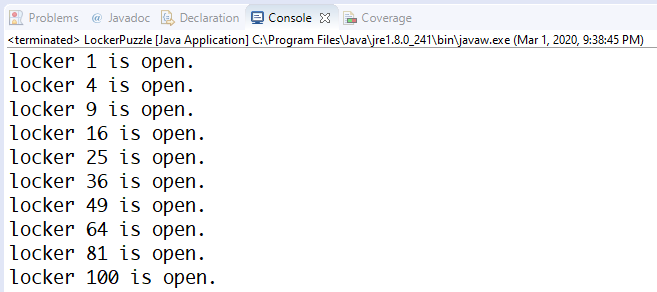 Problems @ Javadoc Declaration Console Coverage
<terminated> LockerPuzzle [Java Application] C:\Program Files\Java\jre1.8.0_241\bin\javaw.exe (Mar 1, 2020, 9:38:45 PM)
locker 1 is open.
locker 4 is open.
locker 9 is open.
locker 16 is open.
locker 25 is open.
locker 36 is open.
locker 49 is open.
locker 64 is open.
locker 81 is open.
locker 100 is open.